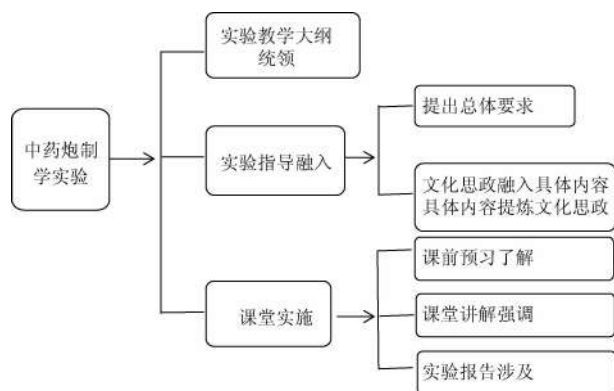 实验教学大纲
统领
提出总体要求
中药炮制
学实验
实验指导融入
文化思政融入具体内容
具体内容提炼文化思政
课前预习了解
课堂实施
课堂讲解强调
实验报告涉及